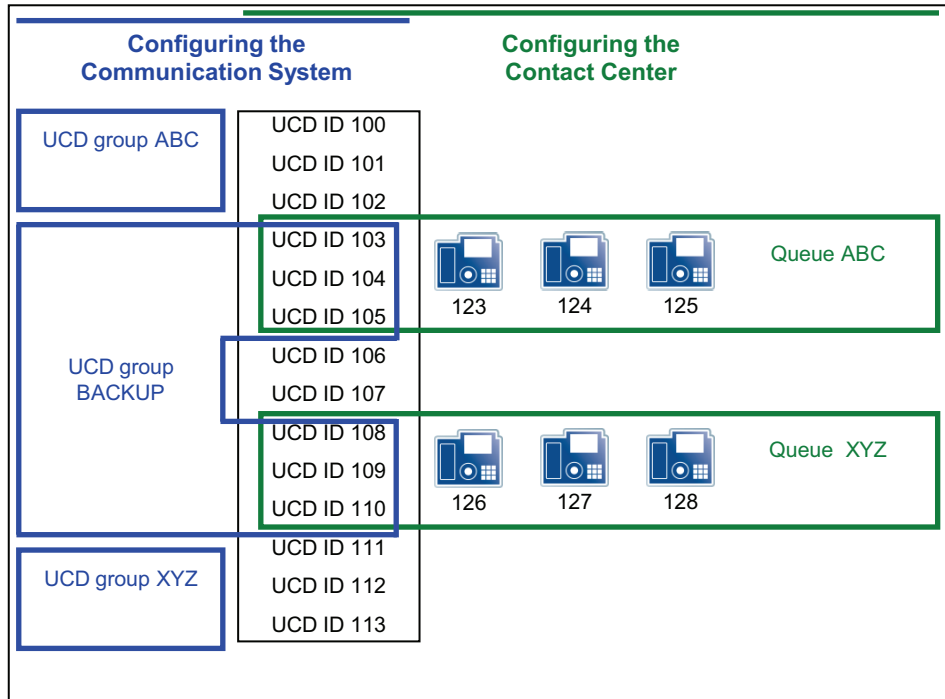 Configuring the
Communication System
Configuring the
Contact Center
UCD group ABC
UCD ID 100
UCD ID 101
UCD ID 102
UCD ID 103
UCD ID 104
UCD ID 105
123
124
125
Queue ABC
UCD group
BACKUP
UCD ID 106
UCD ID 107
UCD ID 108
UCD ID 109
UCD ID 110
126
127
128
Queue XYZ
UCD group XYZ
UCD ID 111
UCD ID 112
UCD ID 113